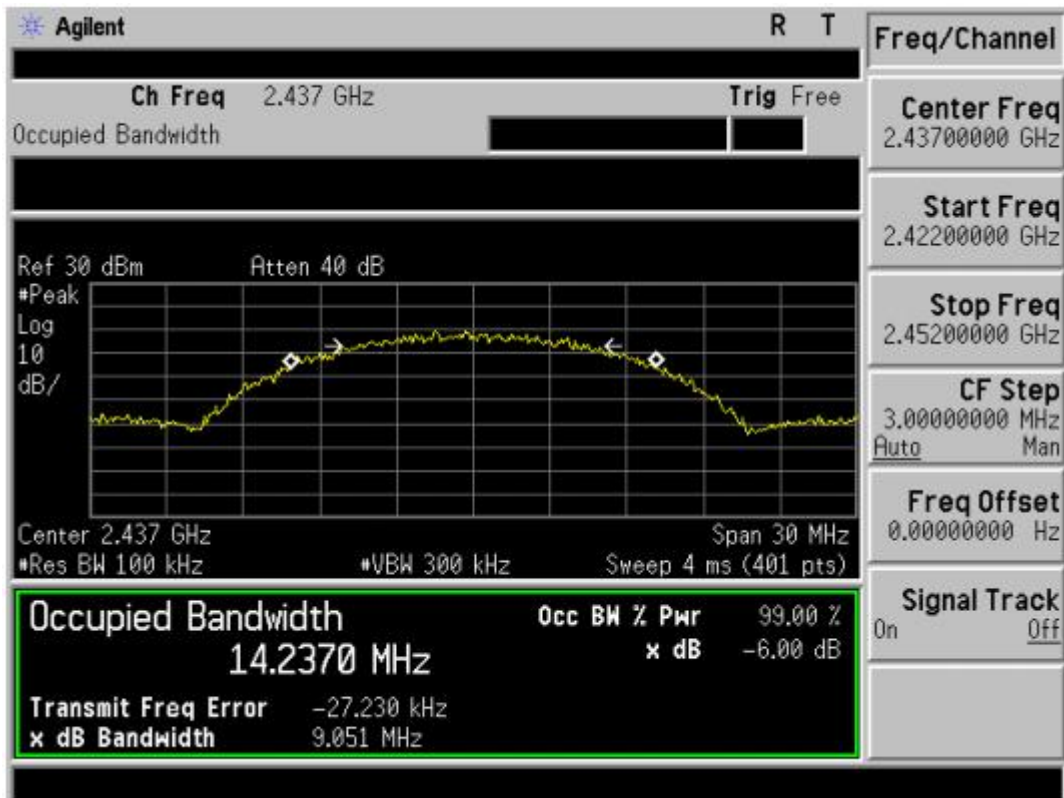 Agilent R T
Freq/Channel
Ch Freq 2.437 GHz Trig Free
Occupied Bandwidth
Center Freq
2.43700000 GHz
Start Freq
2.42200000 GHz
Stop Freq
2.45200000 GHz
CF Step
3.00000000 MHz
Auto Man
Freq Offset
0.00000000 Hz
Signal Track
On Off
Ref 30 dBm Atten 40 dB
#Peak
Log
10
dB/
Center 2.437 GHz Span 30 MHz
#Res BW 100 kHz #VBW 300 kHz Sweep 4 ms (401 pts)
Occupied Bandwidth Occ BW % Pwr 99.00 %
14.2370 MHz x dB -6.00 dB
Transmit Freq Error -27.230 kHz
x dB Bandwidth 9.051 MHz